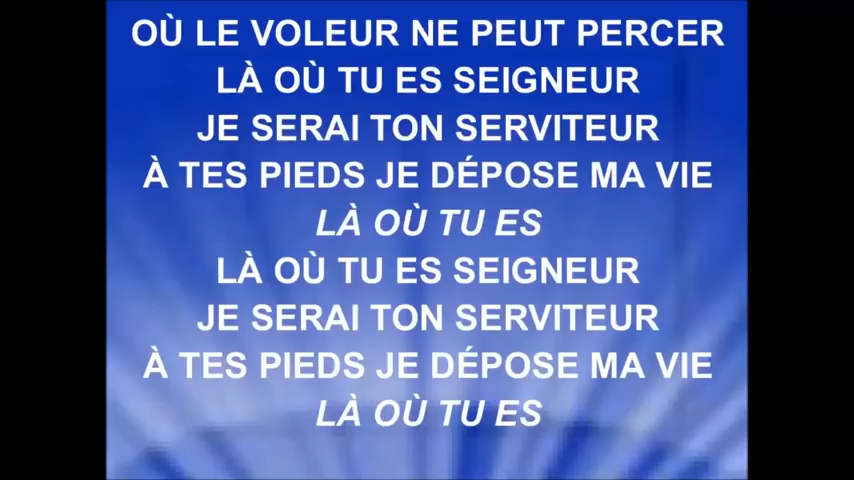 OÙ LE VOLEUR NE PEUT PERCER
LÀ OÙ TU ES SEIGNEUR
JE SERAI TON SERVITEUR
À TES PIEDS JE DÉPOSE MA VIE
LÀ OÙ TU ES
LÀ OÙ TU ES SEIGNEUR
JE SERAI TON SERVITEUR
À TES PIEDS JE DÉPOSE MA VIE
LÀ OÙ TU ES